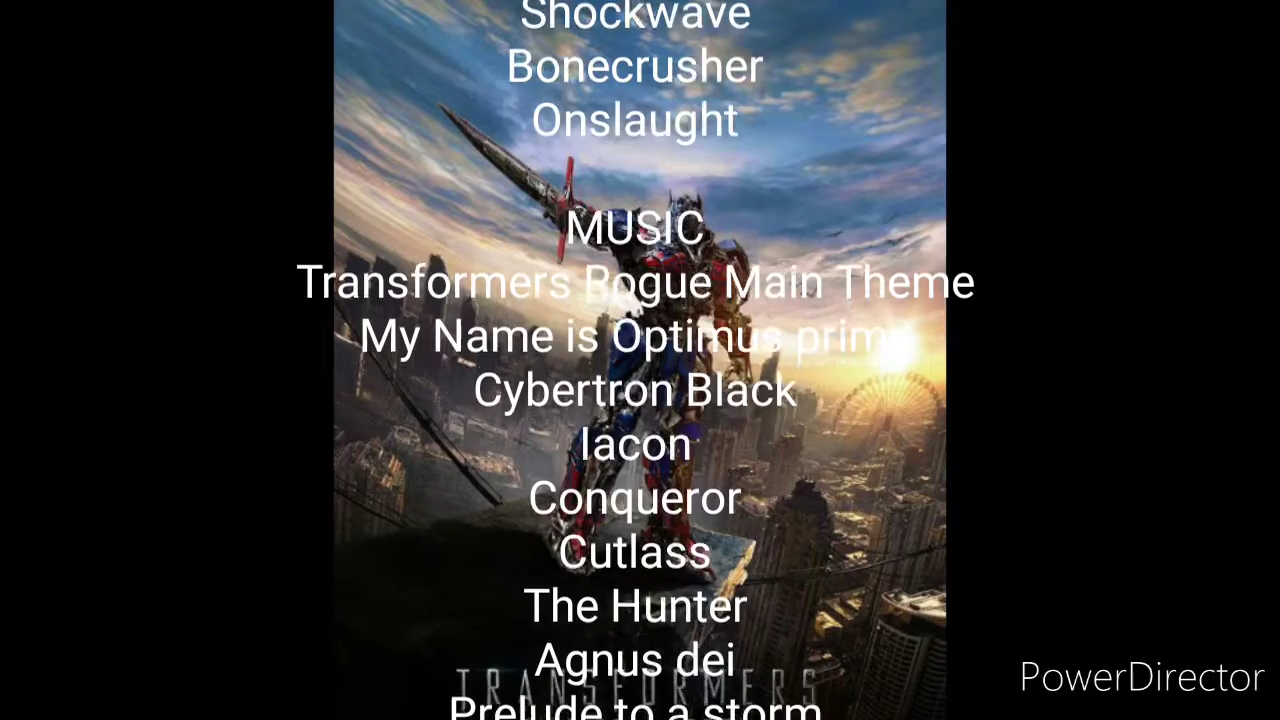 Shockwave
Bonecrusher
Onslaught
MUSIC
Transformers Rogue Main Theme
My Name is Optimus prime
Cybertron Black
Iacon
Conqueror
Cutlass
The Hunter
Agnus dei
TRANSFORMERS
Prelude to a storm
PowerDirector